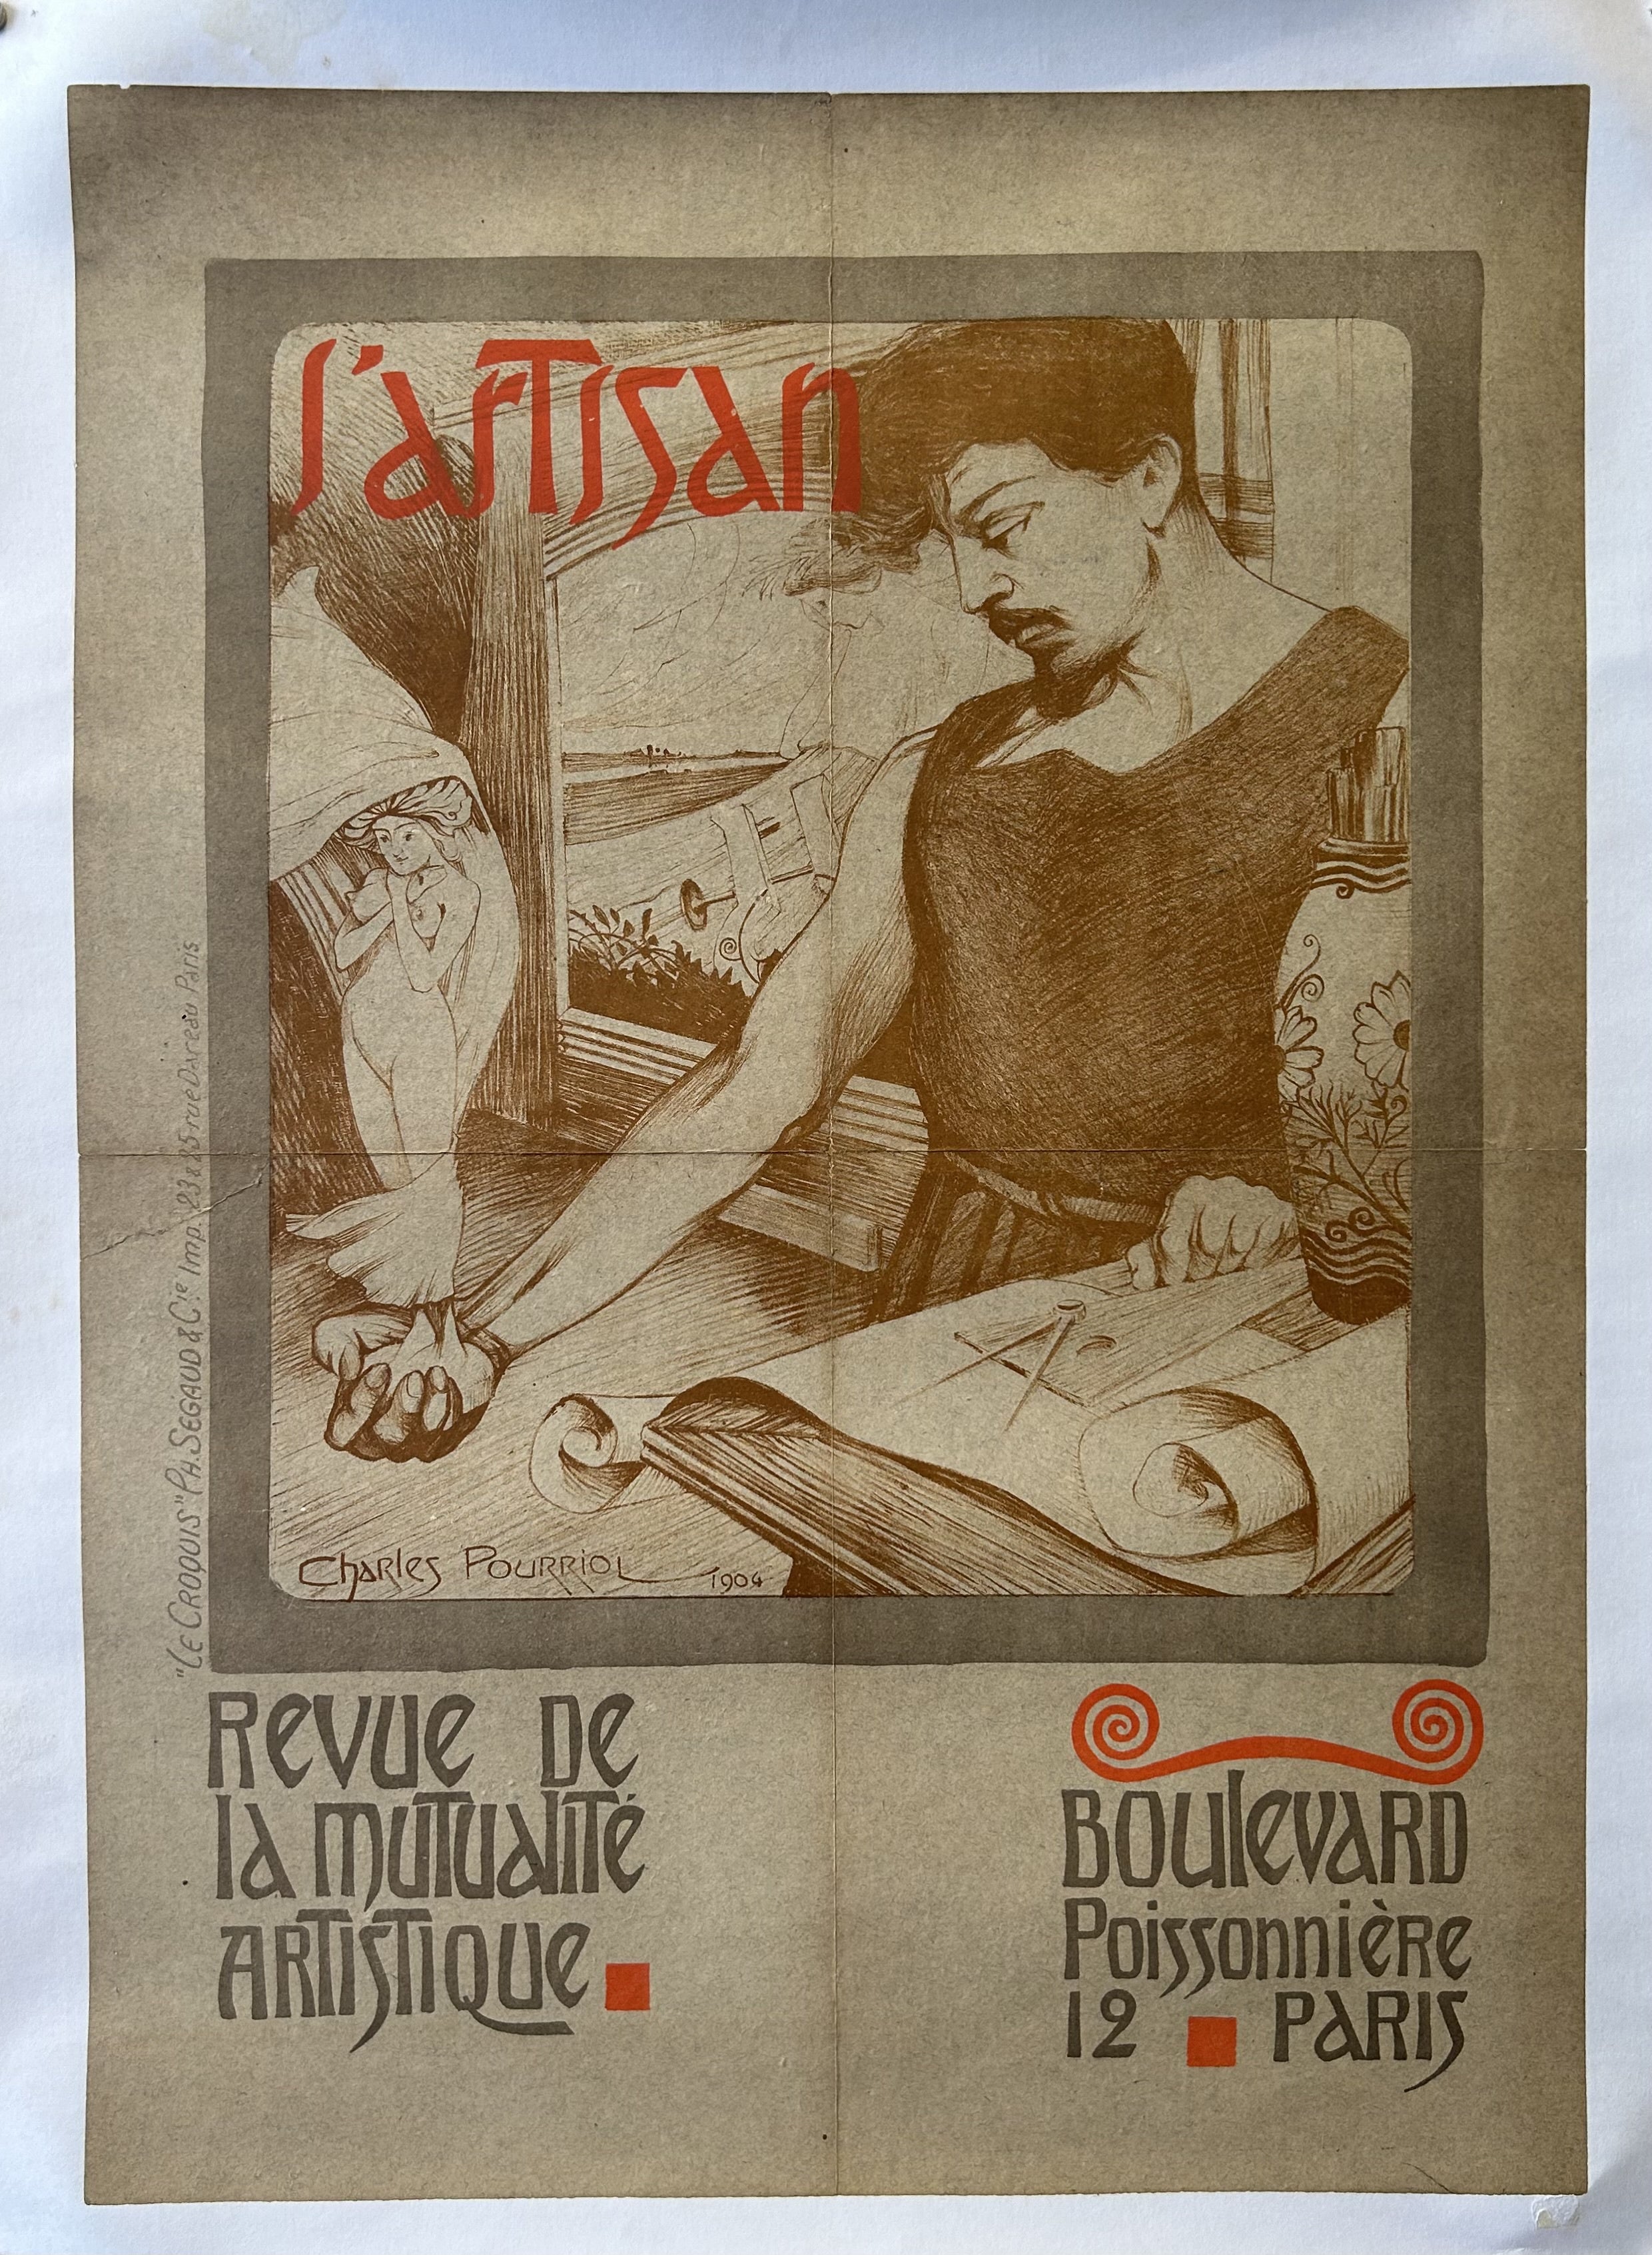 l'artisan
Charles Pourriol 1904
"Le Croquis" Ph. Segaud & Cie Imp. 23 & 25 rue Dareau Paris
Revue de
la mutualité
artistique
Boulevard
Poissonnière
12 Paris